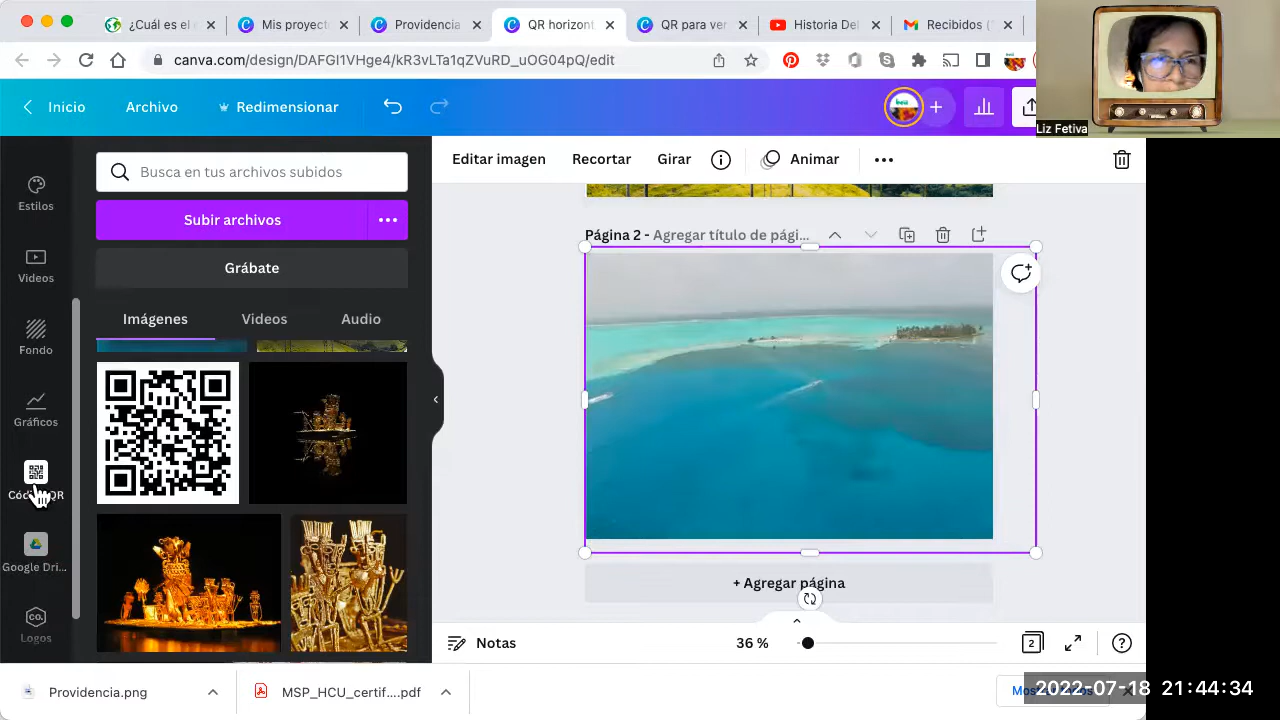 ¿Cuál es el
Mis proyect
Providencia
QR horizont
QR para ver
Historia Del
Recibidos (
canva.com/design/DAFGI1VHge4/kR3vLTa1qZVuRD_uOG04pQ/edit
Liz Fetiva
Inicio
Archivo
Redimensionar
Estilos
Videos
Fondo
Gráficos
Código QR
Google Dri...
CO.
Logos
Busca en tus archivos subidos
Subir archivos
Grábate
Imágenes
Videos
Audio
Editar imagen
Recortar
Girar
Animar
Página 2 - Agregar título de pági...
+ Agregar página
Notas
36 %
2
Providencia.png
MSP_HCU_certif....pdf
2022-07-18 21:44:34